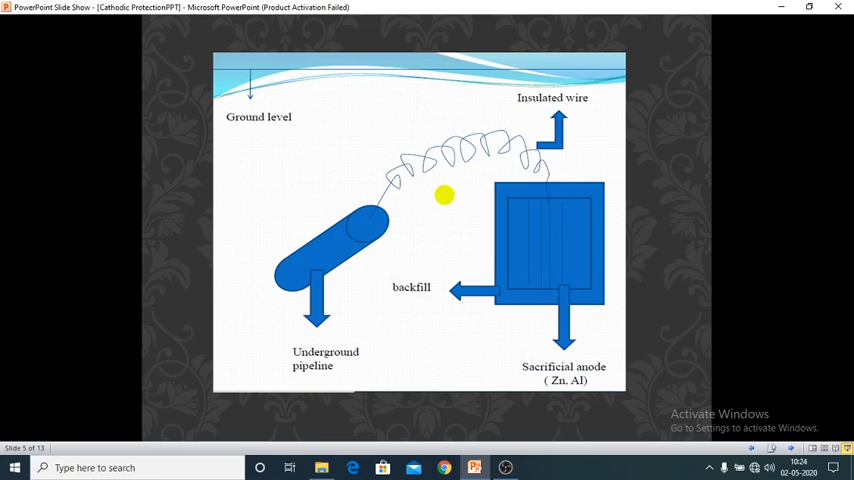 PowerPoint Slide Show - [Cathodic ProtectionPPT] - Microsoft PowerPoint (Product Activation Failed)
Insulated wire
Ground level
backfill
Underground
pipeline
Sacrificial anode
( Zn, Al)
Activate Windows
Go to Settings to activate Windows.
Slide 5 of 13
Type here to search
10:24
02-05-2020